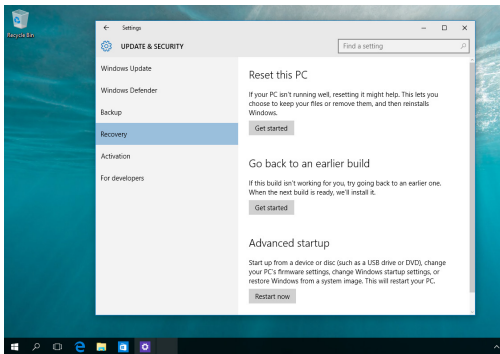 Recycle Bin
Settings
UPDATE & SECURITY
Find a setting
Windows Update
Windows Defender
Backup
Recovery
Activation
For developers
Reset this PC
If your PC isn't running well, resetting it might help. This lets you
choose to keep your files or remove them, and then reinstalls
Windows.
Get started
Go back to an earlier build
If this build isn't working for you, try going back to an earlier one.
When the next build is ready, we'll install it.
Get started
Advanced startup
Start up from a device or disc (such as a USB drive or DVD), change
your PC's firmware settings, change Windows startup settings, or
restore Windows from a system image. This will restart your PC.
Restart now